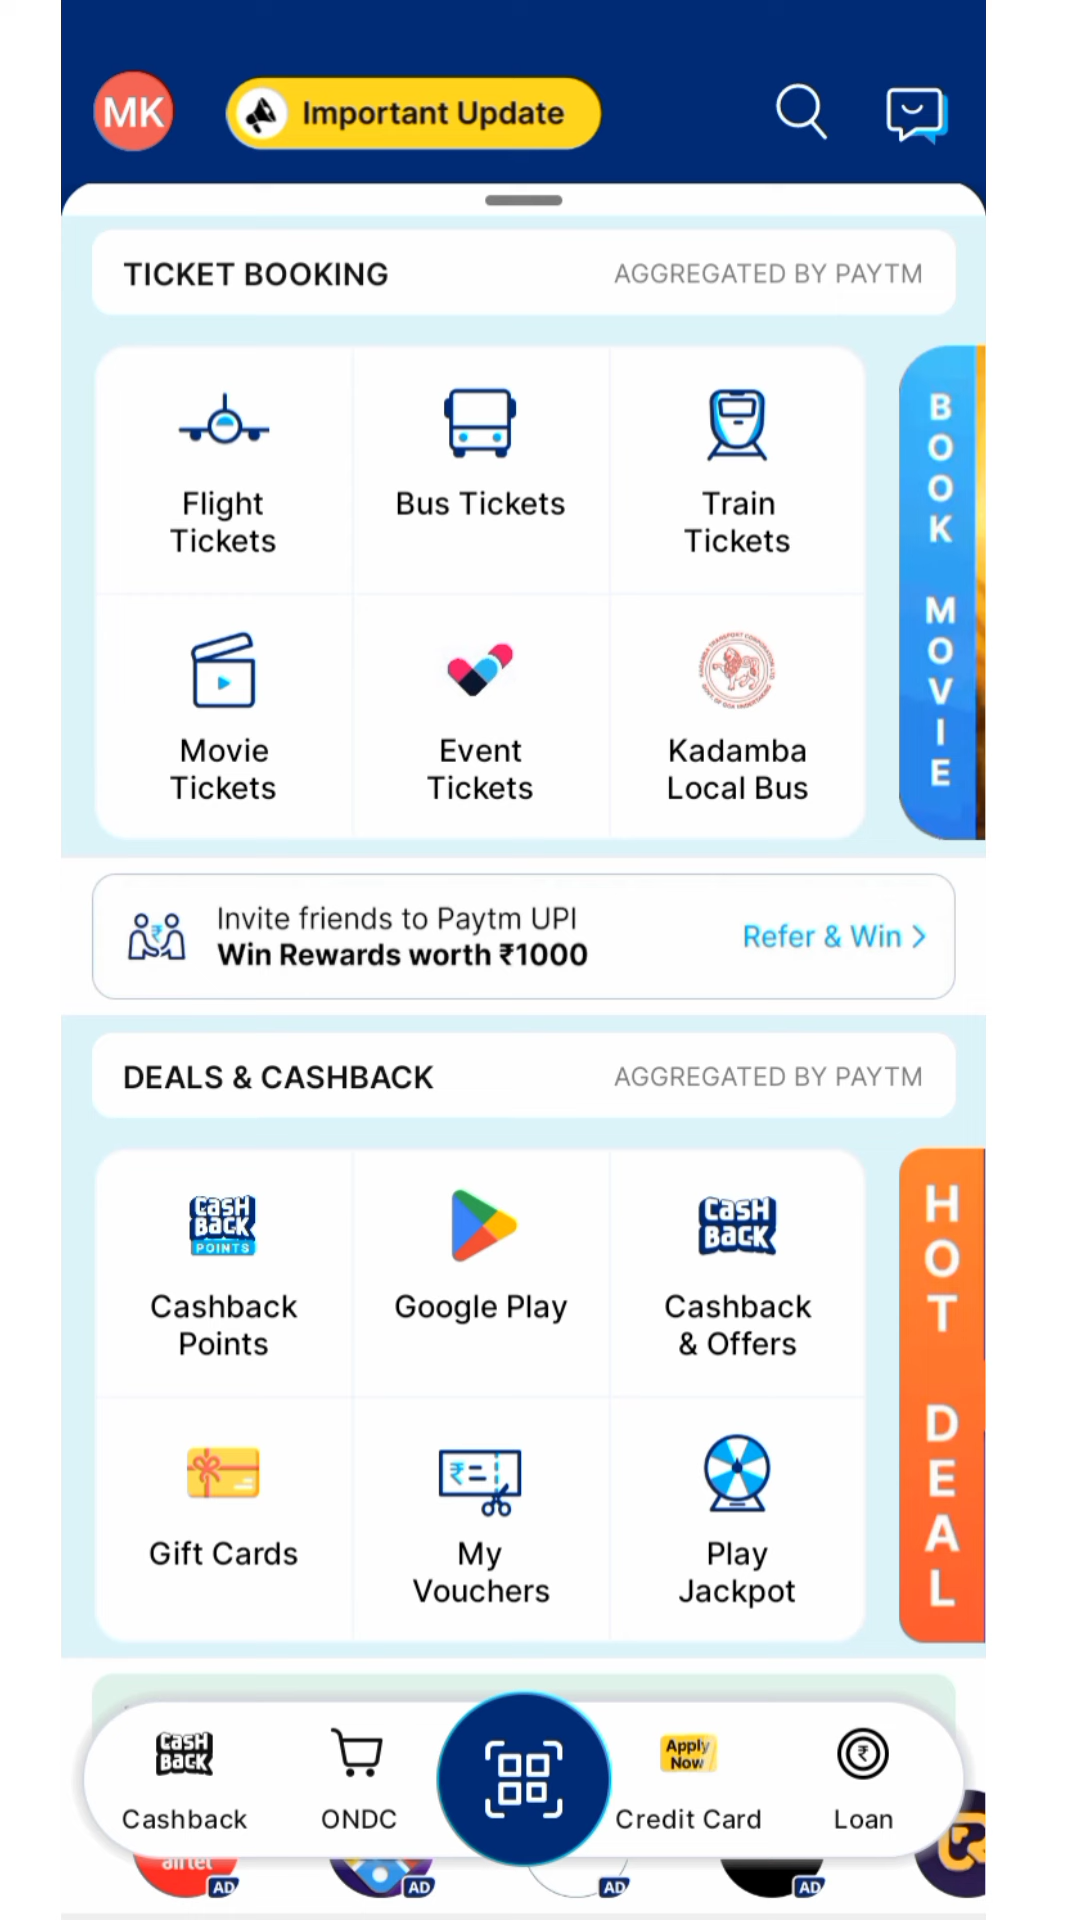 MK
Important Update
TICKET BOOKING
AGGREGATED BY PAYTM
Flight
Tickets
Bus Tickets
Train
Tickets
BOOK MOVIE
Movie
Tickets
Event
Tickets
Kadamba
Local Bus
Invite friends to Paytm UPI
Win Rewards worth ₹1000
Refer & Win >
DEALS & CASHBACK
AGGREGATED BY PAYTM
CASH
BACK
POINTS
Cashback
Points
Google Play
CASH
BACK
Cashback
& Offers
HOT DEAL
Gift Cards
₹
My
Vouchers
Play
Jackpot
CASH
BACK
Cashback
ONDC
Apply
Now
Credit Card
₹
Loan
airtel
AD
AD
AD
AD